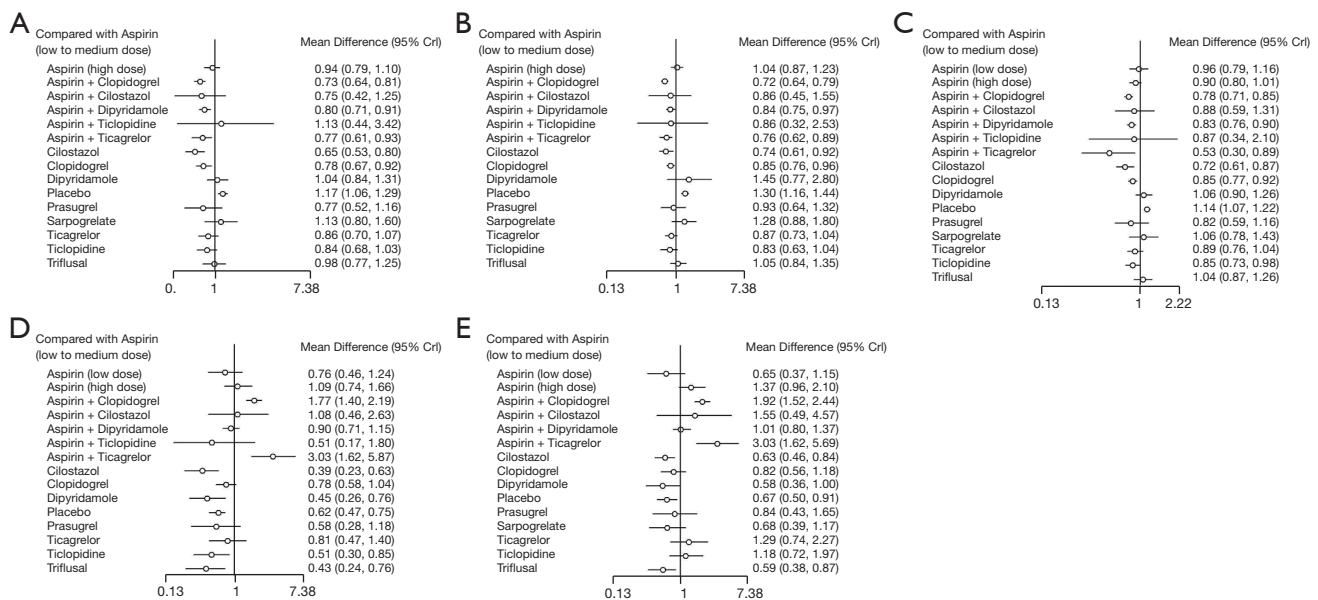 A
Compared with Aspirin
(low to medium dose)
Mean Difference (95% Crl)
Aspirin (high dose) 0.94 (0.79, 1.10)
Aspirin + Clopidogrel 0.73 (0.64, 0.81)
Aspirin + Cilostazol 0.75 (0.42, 1.25)
Aspirin + Dipyridamole 0.80 (0.71, 0.91)
Aspirin + Ticlopidine 1.13 (0.44, 3.42)
Aspirin + Ticagrelor 0.77 (0.61, 0.93)
Cilostazol 0.65 (0.53, 0.80)
Clopidogrel 0.78 (0.67, 0.92)
Dipyridamole 1.04 (0.84, 1.31)
Placebo 1.17 (1.06, 1.29)
Prasugrel 0.77 (0.52, 1.16)
Sarpogrelate 1.13 (0.80, 1.60)
Ticagrelor 0.86 (0.70, 1.07)
Ticlopidine 0.84 (0.68, 1.03)
Triflusal 0.98 (0.77, 1.25)
0. 1 7.38
B
Compared with Aspirin
(low to medium dose)
Mean Difference (95% Crl)
Aspirin (high dose) 1.04 (0.87, 1.23)
Aspirin + Clopidogrel 0.72 (0.64, 0.79)
Aspirin + Cilostazol 0.86 (0.45, 1.55)
Aspirin + Dipyridamole 0.84 (0.75, 0.97)
Aspirin + Ticlopidine 0.86 (0.32, 2.53)
Aspirin + Ticagrelor 0.76 (0.62, 0.89)
Cilostazol 0.74 (0.61, 0.92)
Clopidogrel 0.85 (0.76, 0.96)
Dipyridamole 1.45 (0.77, 2.80)
Placebo 1.30 (1.16, 1.44)
Prasugrel 0.93 (0.64, 1.32)
Sarpogrelate 1.28 (0.88, 1.80)
Ticagrelor 0.87 (0.73, 1.04)
Ticlopidine 0.83 (0.63, 1.04)
Triflusal 1.05 (0.84, 1.35)
0.13 1 7.38
C
Compared with Aspirin
(low to medium dose)
Mean Difference (95% Crl)
Aspirin (low dose) 0.96 (0.79, 1.16)
Aspirin (high dose) 0.90 (0.80, 1.01)
Aspirin + Clopidogrel 0.78 (0.71, 0.85)
Aspirin + Cilostazol 0.88 (0.59, 1.31)
Aspirin + Dipyridamole 0.83 (0.76, 0.90)
Aspirin + Ticlopidine 0.87 (0.34, 2.10)
Aspirin + Ticagrelor 0.53 (0.30, 0.89)
Cilostazol 0.72 (0.61, 0.87)
Clopidogrel 0.85 (0.77, 0.92)
Dipyridamole 1.06 (0.90, 1.26)
Placebo 1.14 (1.07, 1.22)
Prasugrel 0.82 (0.59, 1.16)
Sarpogrelate 1.06 (0.78, 1.43)
Ticagrelor 0.89 (0.76, 1.04)
Ticlopidine 0.85 (0.73, 0.98)
Triflusal 1.04 (0.87, 1.26)
0.13 1 2.22
D
Compared with Aspirin
(low to medium dose)
Mean Difference (95% Crl)
Aspirin (low dose) 0.76 (0.46, 1.24)
Aspirin (high dose) 1.09 (0.74, 1.66)
Aspirin + Clopidogrel 1.77 (1.40, 2.19)
Aspirin + Cilostazol 1.08 (0.46, 2.63)
Aspirin + Dipyridamole 0.90 (0.71, 1.15)
Aspirin + Ticlopidine 0.51 (0.17, 1.80)
Aspirin + Ticagrelor 3.03 (1.62, 5.87)
Cilostazol 0.39 (0.23, 0.63)
Clopidogrel 0.78 (0.58, 1.04)
Dipyridamole 0.45 (0.26, 0.76)
Placebo 0.62 (0.47, 0.75)
Prasugrel 0.58 (0.28, 1.18)
Ticagrelor 0.81 (0.47, 1.40)
Ticlopidine 0.51 (0.30, 0.85)
Triflusal 0.43 (0.24, 0.76)
0.13 1 7.38
E
Compared with Aspirin
(low to medium dose)
Mean Difference (95% Crl)
Aspirin (low dose) 0.65 (0.37, 1.15)
Aspirin (high dose) 1.37 (0.96, 2.10)
Aspirin + Clopidogrel 1.92 (1.52, 2.44)
Aspirin + Cilostazol 1.55 (0.49, 4.57)
Aspirin + Dipyridamole 1.01 (0.80, 1.37)
Aspirin + Ticagrelor 3.03 (1.62, 5.69)
Cilostazol 0.63 (0.46, 0.84)
Clopidogrel 0.82 (0.56, 1.18)
Dipyridamole 0.58 (0.36, 1.00)
Placebo 0.67 (0.50, 0.91)
Prasugrel 0.84 (0.43, 1.65)
Sarpogrelate 0.68 (0.39, 1.17)
Ticagrelor 1.29 (0.74, 2.27)
Ticlopidine 1.18 (0.72, 1.97)
Triflusal 0.59 (0.38, 0.87)
0.13 1 7.38